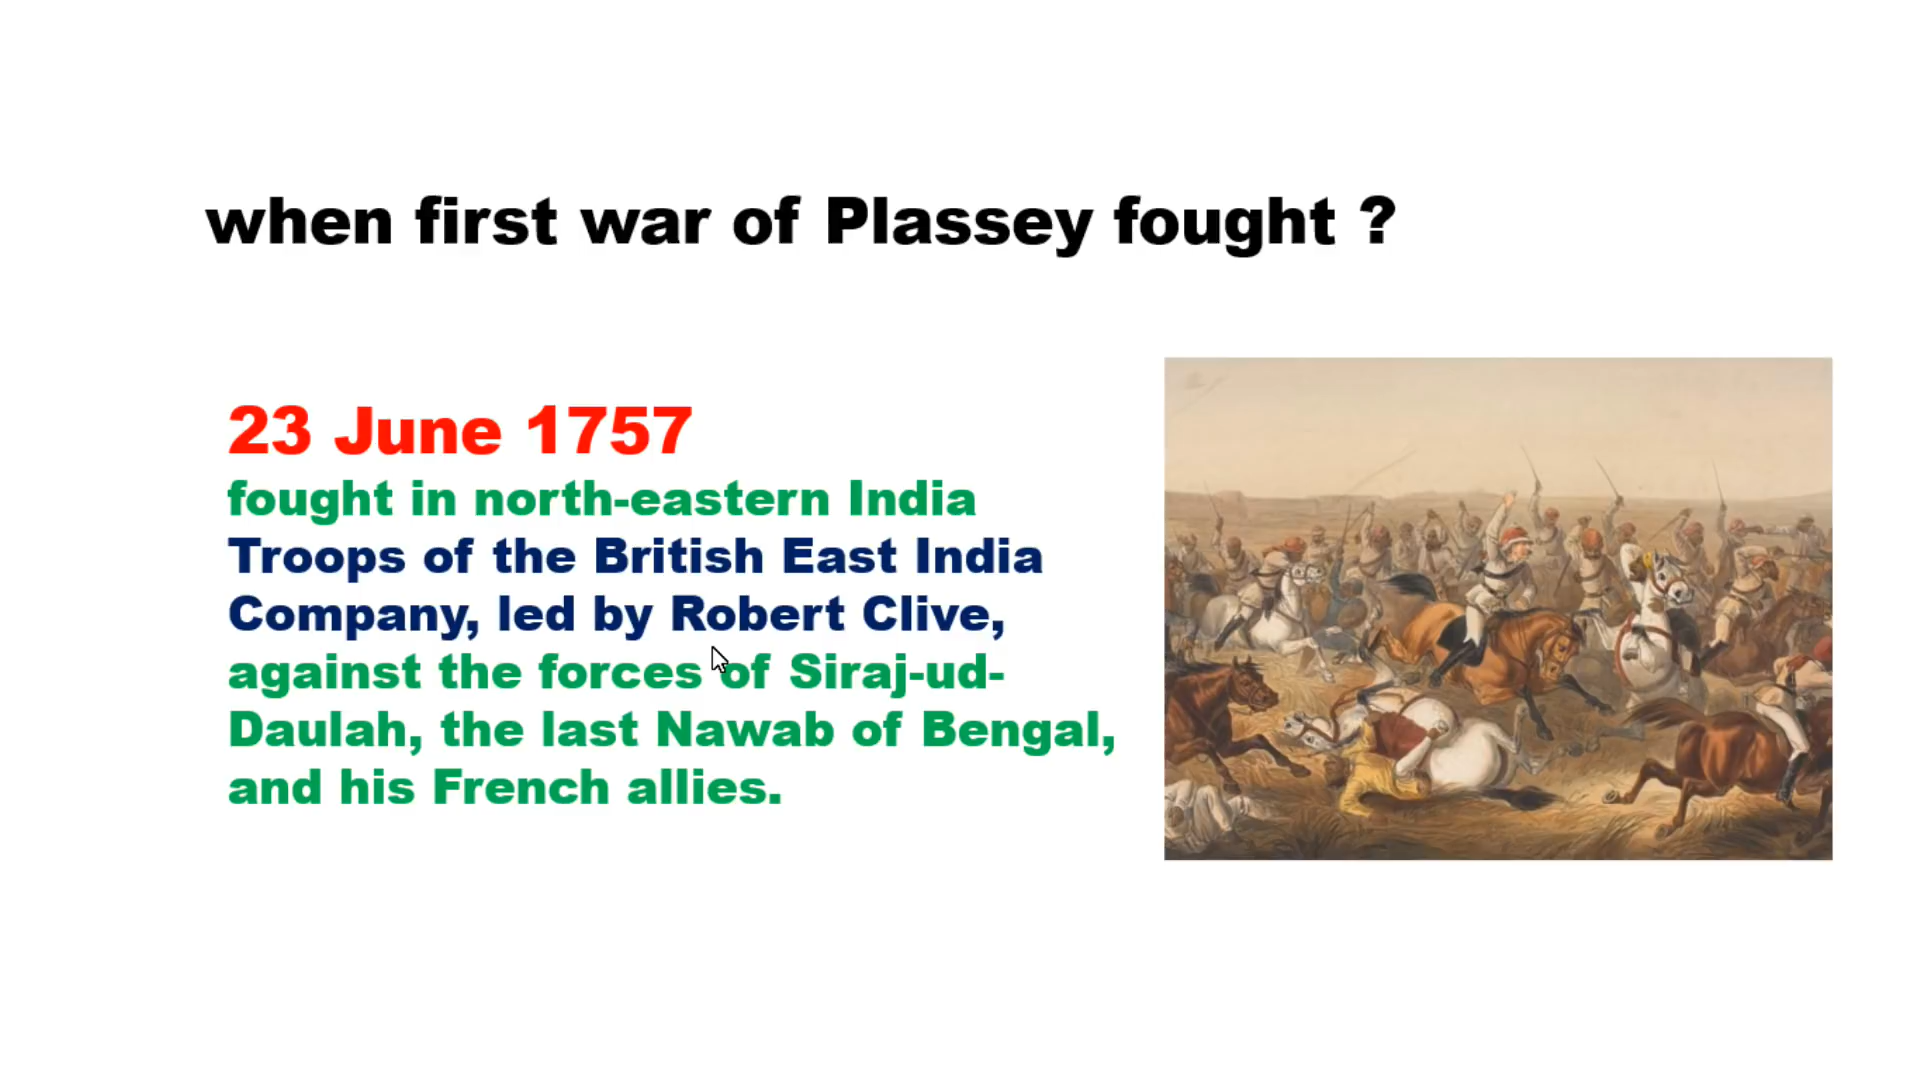 when first war of Plassey fought ?
23 June 1757
fought in north-eastern India
Troops of the British East India
Company, led by Robert Clive,
against the forces of Siraj-ud-
Daulah, the last Nawab of Bengal,
and his French allies.